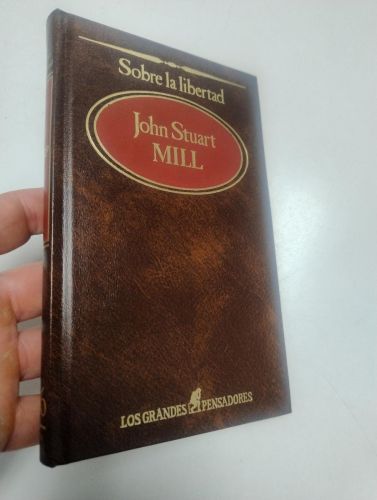 Sobre la libertad
John Stuart
MILL
LOS GRANDES PENSADORES